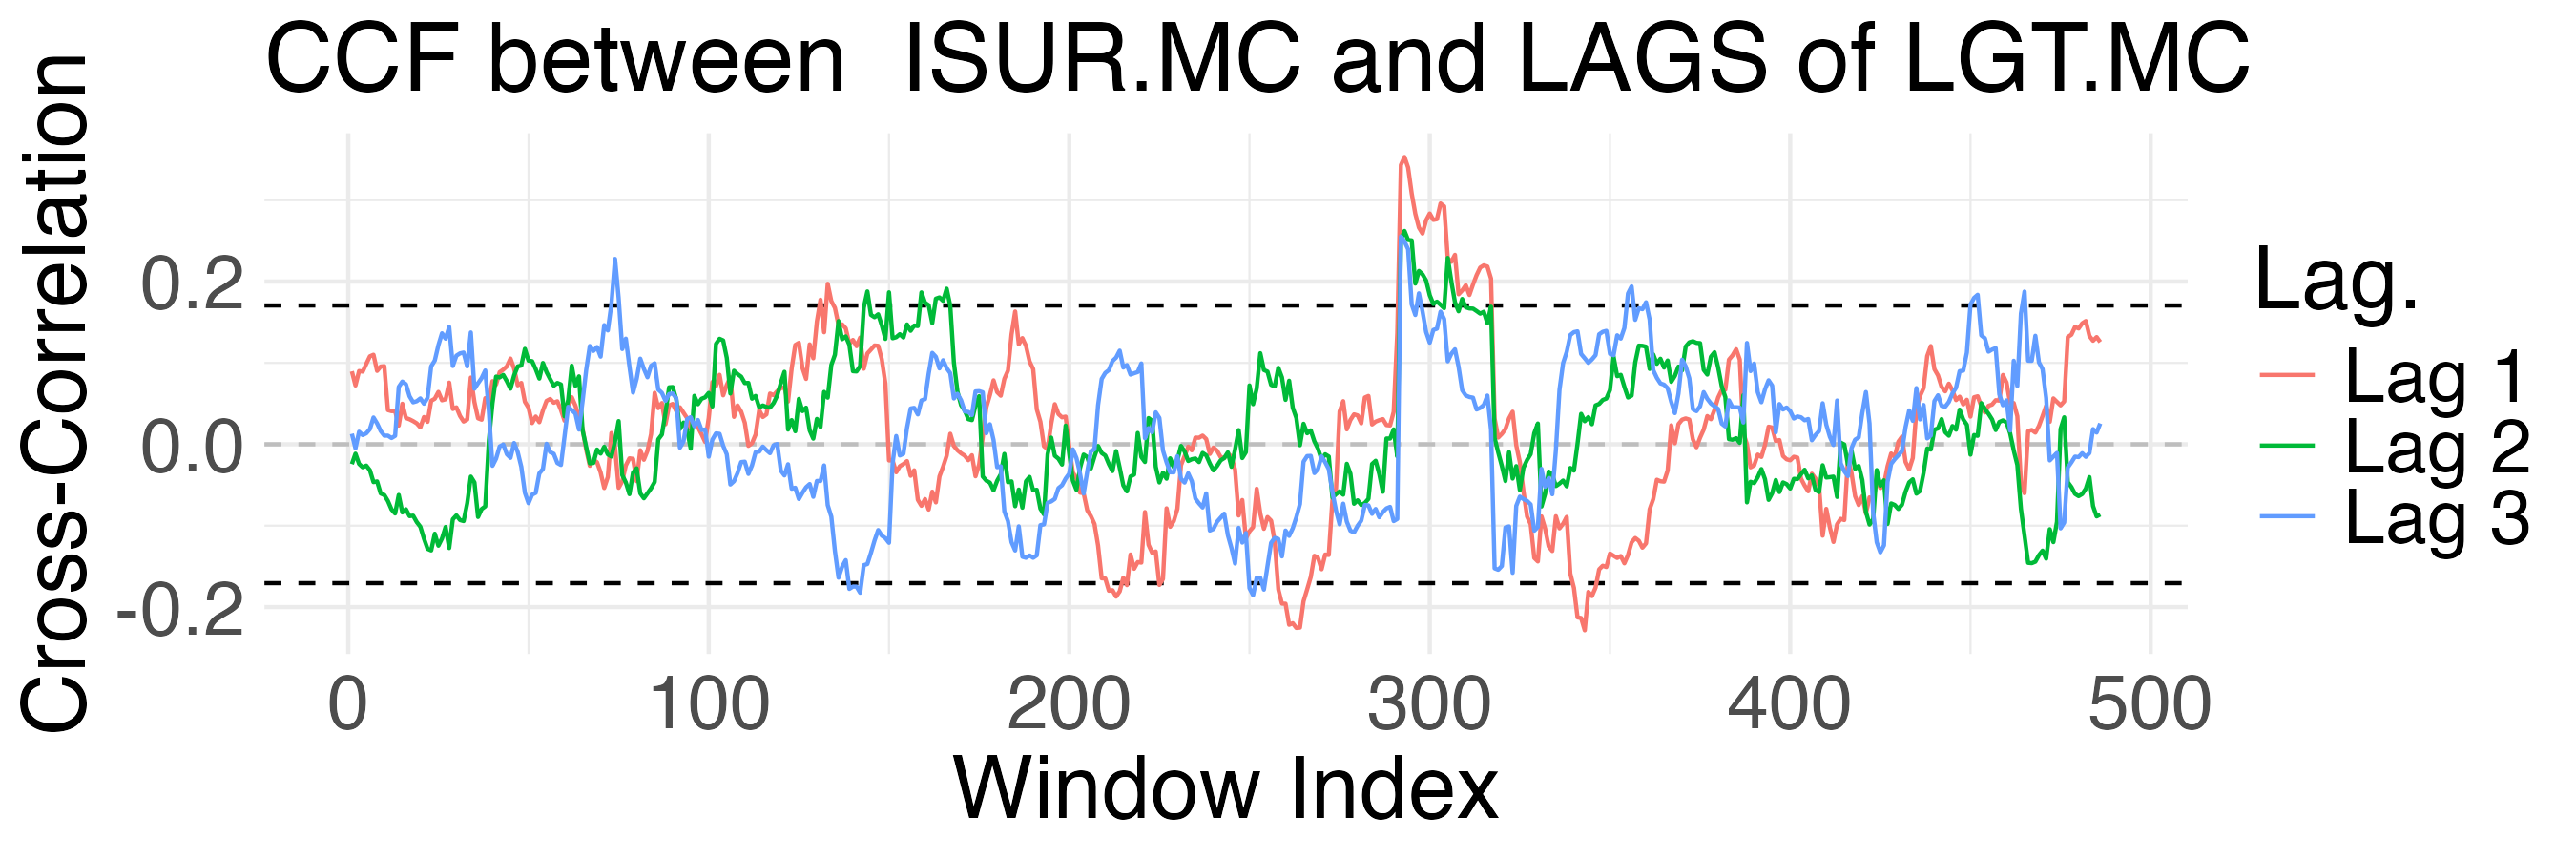 CCF between  ISUR.MC and LAGS of LGT.MC
Cross-Correlation
0.2
0.0
-0.2
0 100 200 300 400 500
Window Index
Lag.
Lag 1
Lag 2
Lag 3